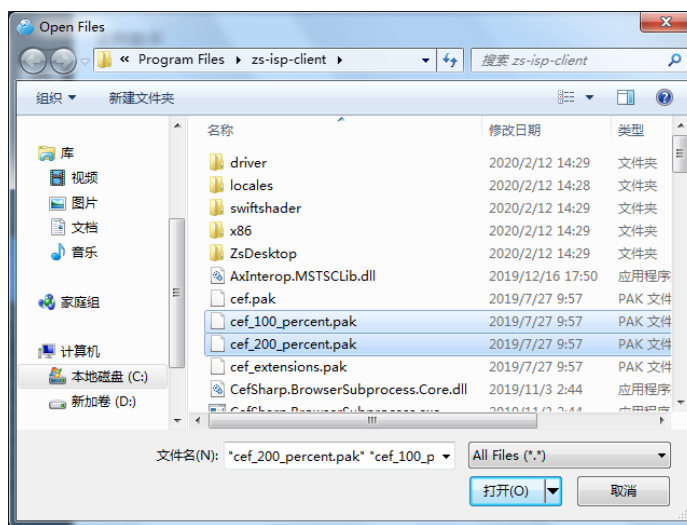 Open Files
« Program Files ▸ zs-isp-client ▸
搜索 zs-isp-client
组织 ▼ 新建文件夹
名称 修改日期 类型
库
视频
图片
文档
音乐
家庭组
计算机
本地磁盘 (C:)
新加卷 (D:)
driver 2020/2/12 14:29 文件夹
locales 2020/2/12 14:28 文件夹
swiftshader 2020/2/12 14:29 文件夹
x86 2020/2/12 14:29 文件夹
ZsDesktop 2020/2/12 14:29 文件夹
AxInterop.MSTSCLib.dll 2019/12/16 17:50 应用程序
cef.pak 2019/7/27 9:57 PAK 文件
cef_100_percent.pak 2019/7/27 9:57 PAK 文件
cef_200_percent.pak 2019/7/27 9:57 PAK 文件
cef_extensions.pak 2019/7/27 9:57 PAK 文件
CefSharp.BrowserSubprocess.Core.dll 2019/11/3 2:44 应用程序
文件名(N): "cef_200_percent.pak" "cef_100_p
All Files (*.*)
打开(O) 取消